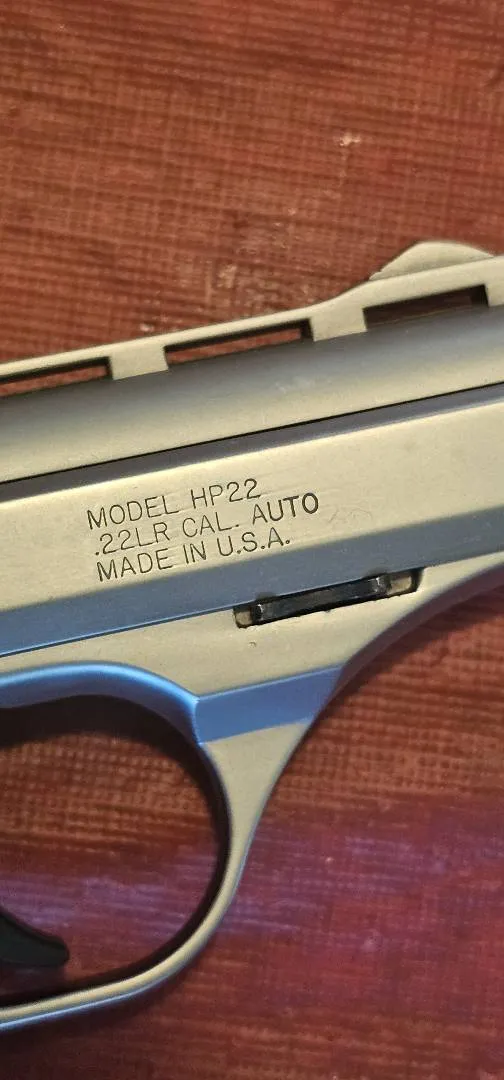 MODEL HP22
.22LR CAL. AUTO
MADE IN U.S.A.